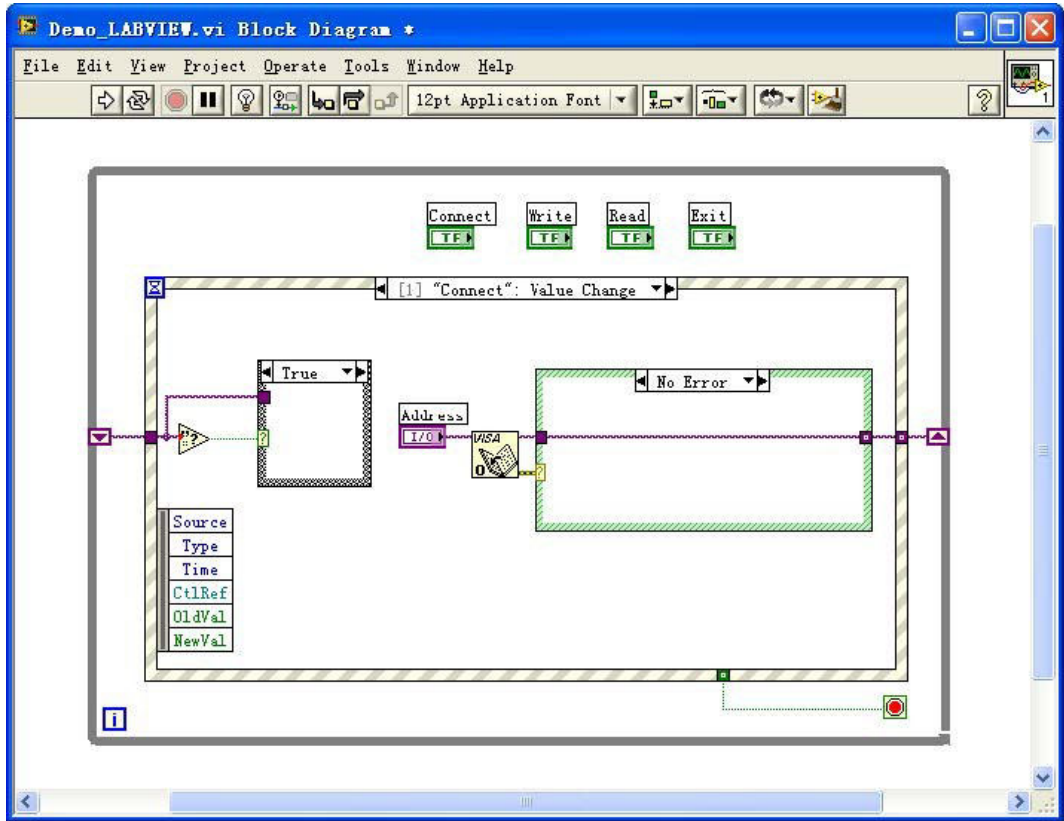 Demo_LABVIEW.vi Block Diagram *
File Edit View Project Operate Tools Window Help
12pt Application Font
1
Connect Write Read Exit
TF TF TF TF
[1] "Connect": Value Change
True
No Error
Address
I/O
VISA
"?
?
?
Source
Type
Time
CtlRef
OldVal
NewVal
i